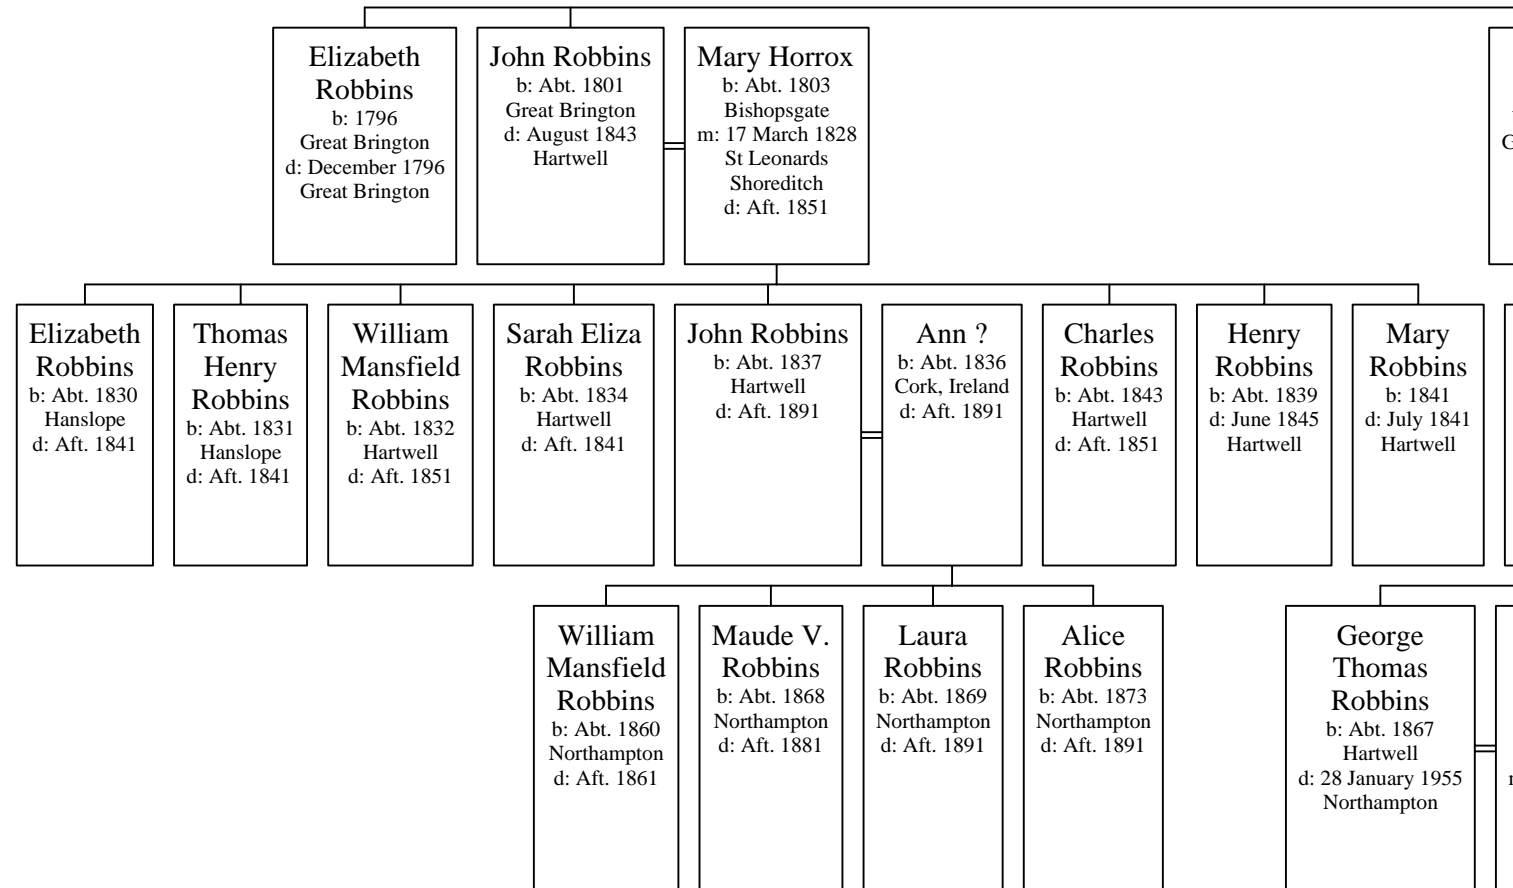 Elizabeth
Robbins
b: 1796
Great Brington
d: December 1796
Great Brington
John Robbins
b: Abt. 1801
Great Brington
d: August 1843
Hartwell
Mary Horrox
b: Abt. 1803
Bishopsgate
m: 17 March 1828
St Leonards
Shoreditch
d: Aft. 1851
G
Elizabeth
Robbins
b: Abt. 1830
Hanslope
d: Aft. 1841
Thomas
Henry
Robbins
b: Abt. 1831
Hanslope
d: Aft. 1841
William
Mansfield
Robbins
b: Abt. 1832
Hartwell
d: Aft. 1851
Sarah Eliza
Robbins
b: Abt. 1834
Hartwell
d: Aft. 1841
John Robbins
b: Abt. 1837
Hartwell
d: Aft. 1891
Ann ?
b: Abt. 1836
Cork, Ireland
d: Aft. 1891
Charles
Robbins
b: Abt. 1843
Hartwell
d: Aft. 1851
Henry
Robbins
b: Abt. 1839
d: June 1845
Hartwell
Mary
Robbins
b: 1841
d: July 1841
Hartwell
William
Mansfield
Robbins
b: Abt. 1860
Northampton
d: Aft. 1861
Maude V.
Robbins
b: Abt. 1868
Northampton
d: Aft. 1881
Laura
Robbins
b: Abt. 1869
Northampton
d: Aft. 1891
Alice
Robbins
b: Abt. 1873
Northampton
d: Aft. 1891
George
Thomas
Robbins
b: Abt. 1867
Hartwell
d: 28 January 1955
Northampton